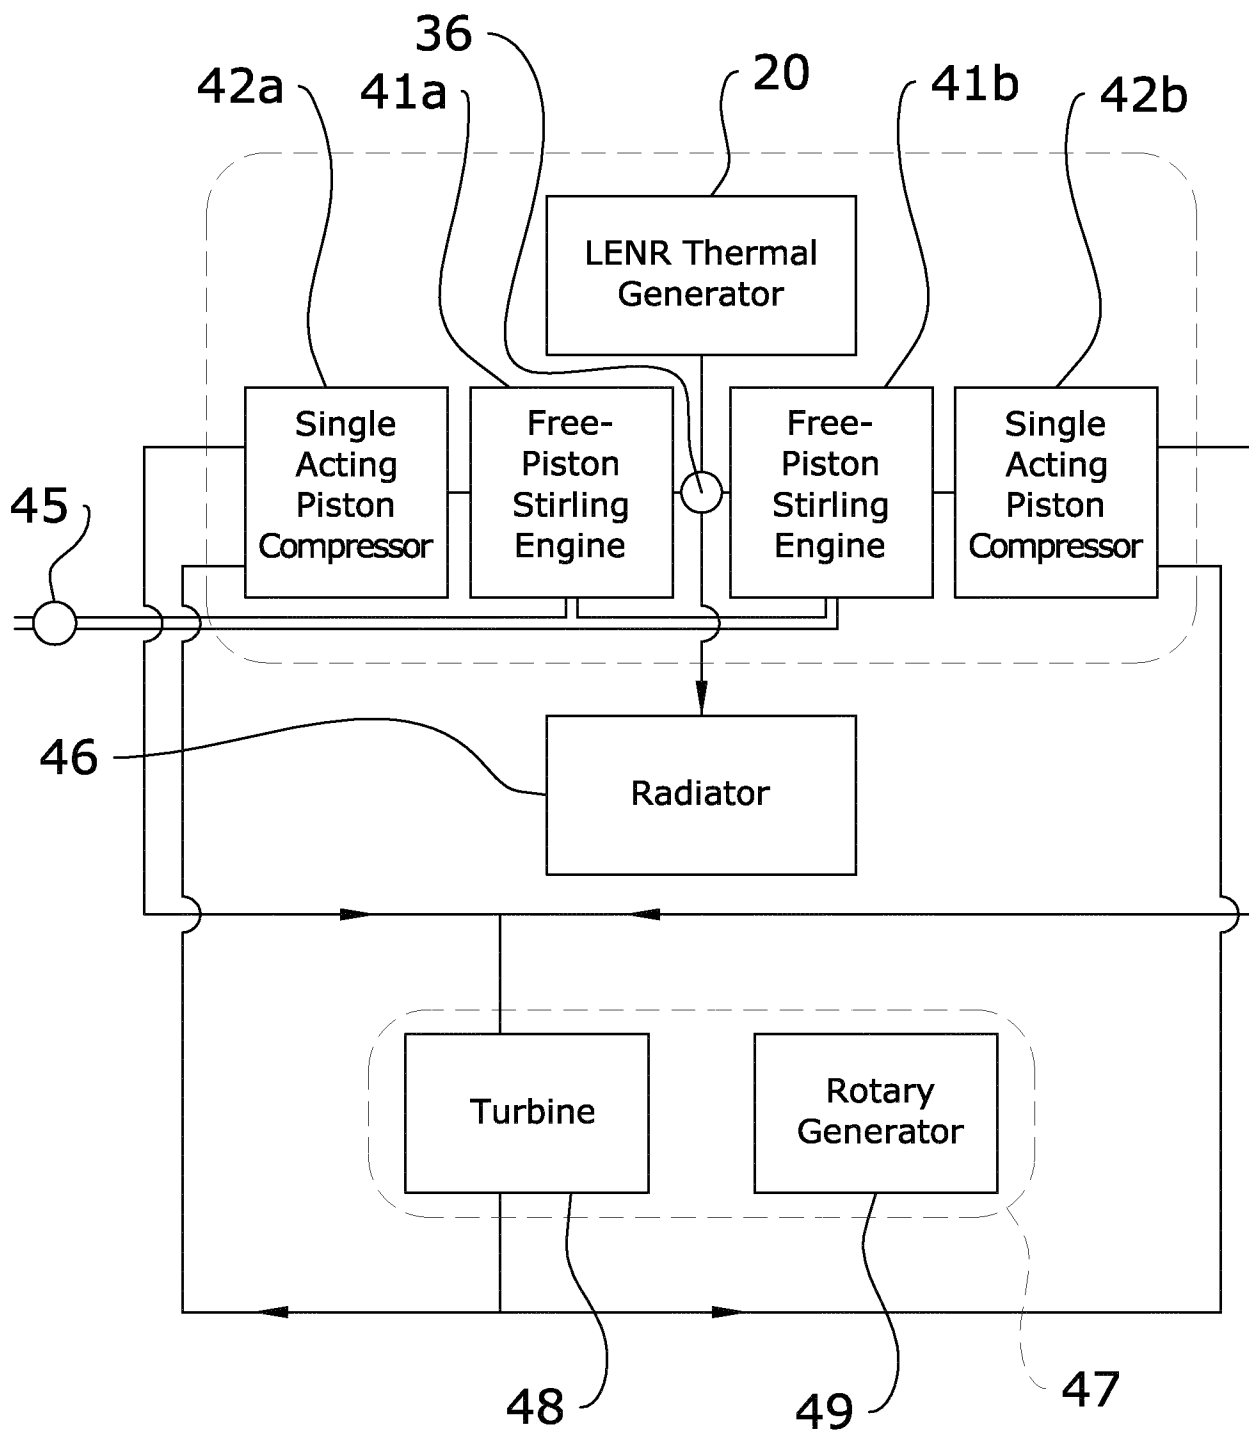 36
42a
41a
20
41b
42b
LENR Thermal
Generator
Single
Acting
Piston
Compressor
Free-
Piston
Stirling
Engine
Free-
Piston
Stirling
Engine
Single
Acting
Piston
Compressor
45
46
Radiator
Turbine
Rotary
Generator
48
49
47